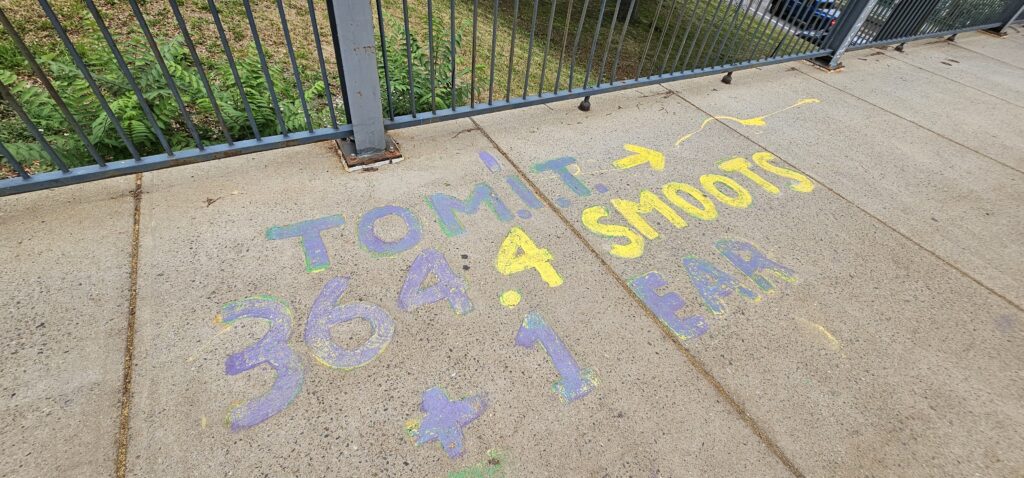 TO M.I.T. →
364.4 SMOOTS
+ 1 EAR